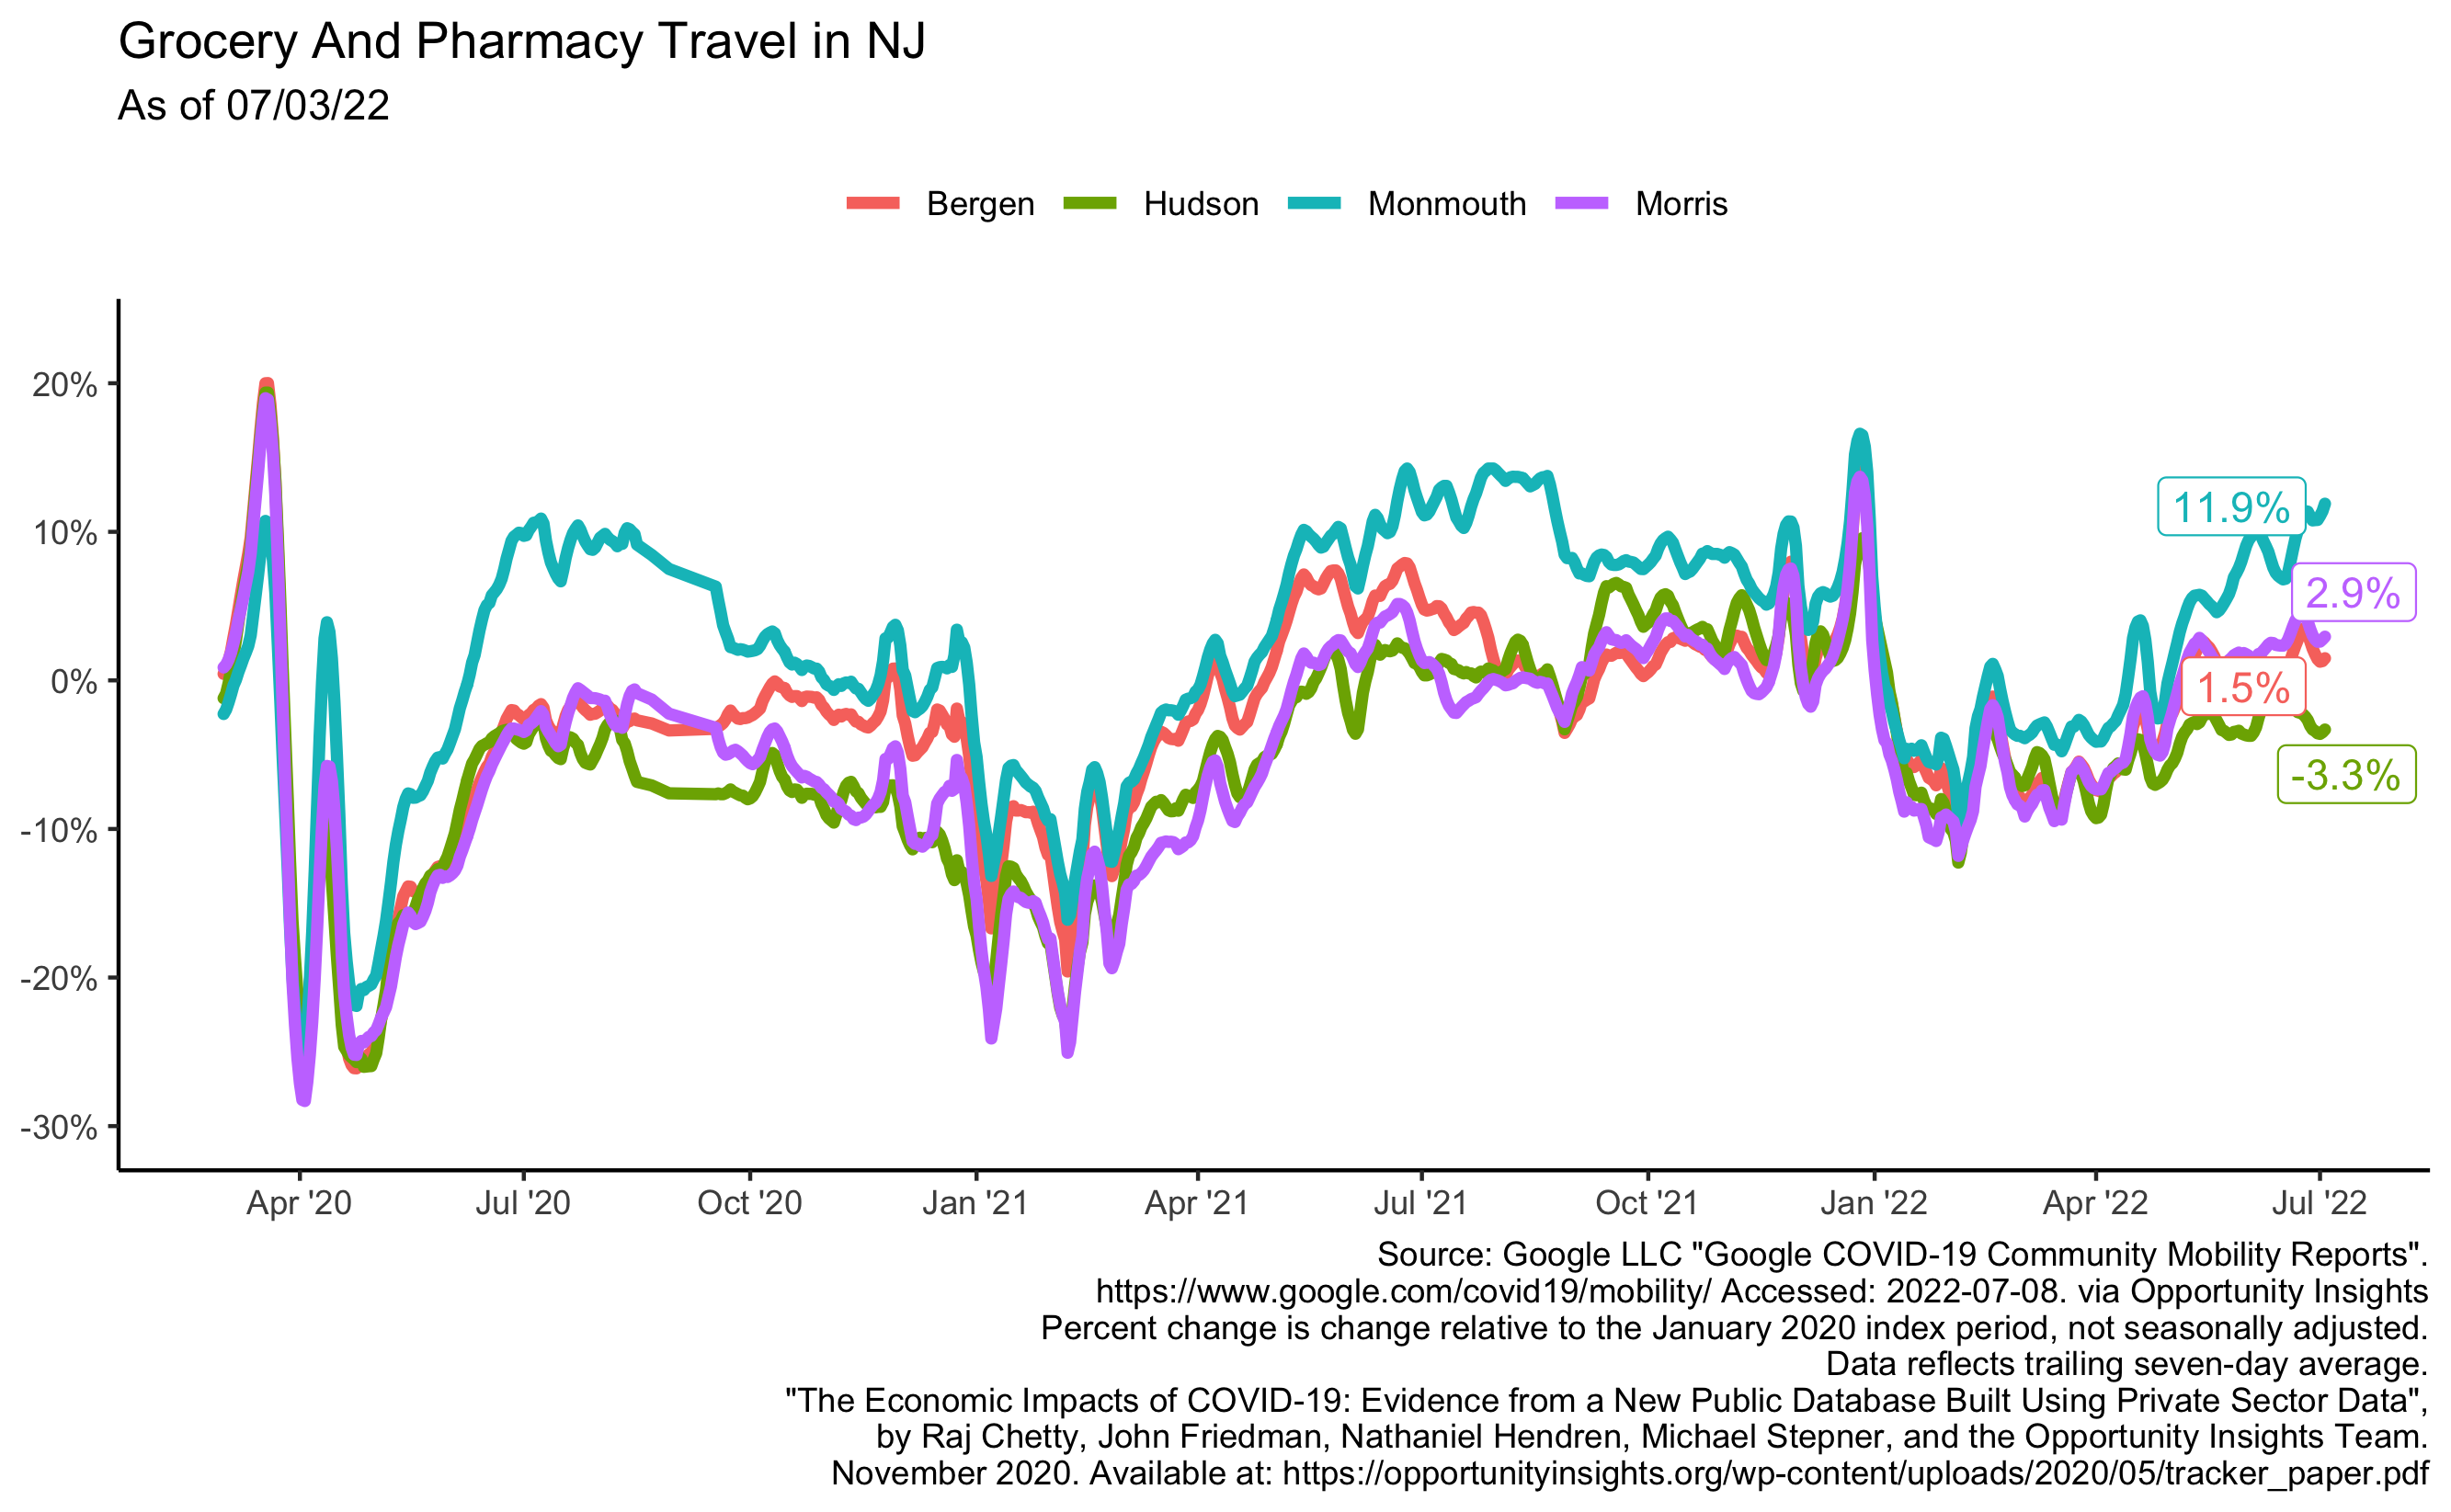 Grocery And Pharmacy Travel in NJ
As of 07/03/22
Bergen Hudson Monmouth Morris
20%
10%
0%
-10%
-20%
-30%
11.9%
2.9%
1.5%
-3.3%
Apr '20 Jul '20 Oct '20 Jan '21 Apr '21 Jul '21 Oct '21 Jan '22 Apr '22 Jul '22
Source: Google LLC "Google COVID-19 Community Mobility Reports".
https://www.google.com/covid19/mobility/ Accessed: 2022-07-08. via Opportunity Insights
Percent change is change relative to the January 2020 index period, not seasonally adjusted.
Data reflects trailing seven-day average.
"The Economic Impacts of COVID-19: Evidence from a New Public Database Built Using Private Sector Data",
by Raj Chetty, John Friedman, Nathaniel Hendren, Michael Stepner, and the Opportunity Insights Team.
November 2020. Available at: https://opportunityinsights.org/wp-content/uploads/2020/05/tracker_paper.pdf